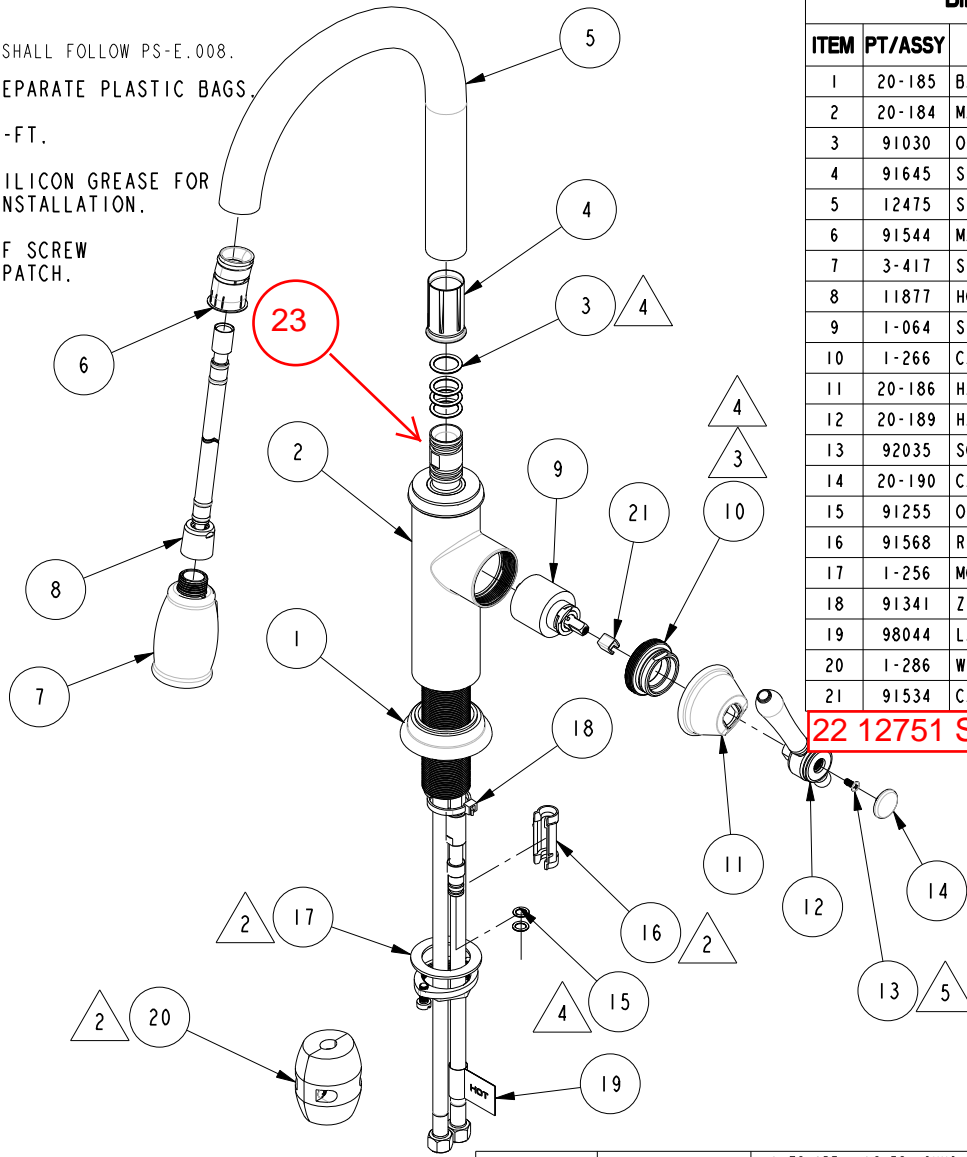 SHALL FOLLOW PS-E.008.
EPARATE PLASTIC BAGS.
-FT.
ILICON GREASE FOR
NSTALLATION.
F SCREW
PATCH.
ITEM PT/ASSY
1 20-185 B
2 20-184 M
3 91030 O
4 91645 S
5 12475 S
6 91544 M
7 3-417 S
8 11877 H
9 1-064 S
10 1-266 C
11 20-186 H
12 20-189 H
13 92035 S
14 20-190 C
15 91255 O
16 91568 R
17 1-256 M
18 91341 Z
19 98044 L
20 1-286 W
21 91534 C
22 12751 S
5
4
3 4
23
6
2
4
3
9
21
10
8
1
7
18
11
12
14
2 17
16 2
13 5
4 15
2 20
19
HOT